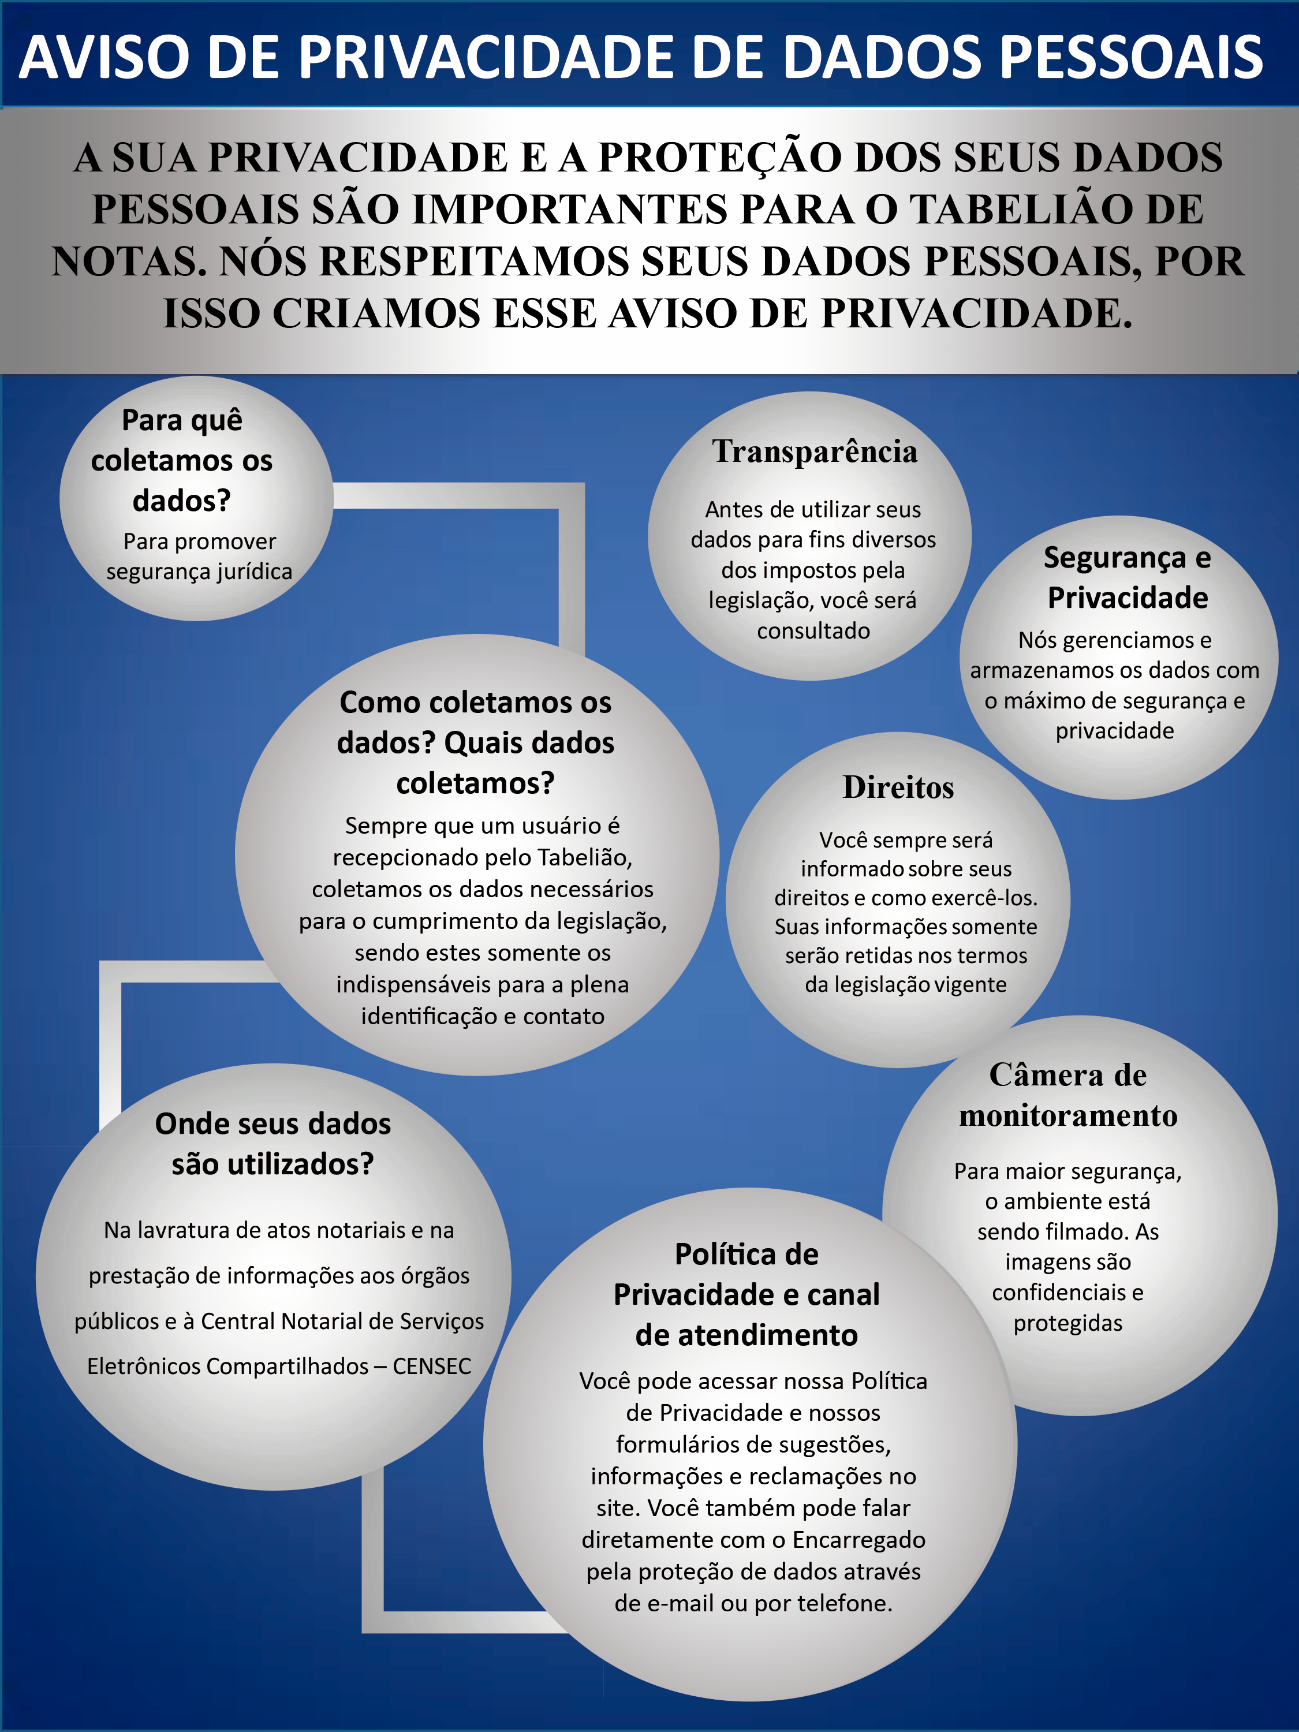 AVISO DE PRIVACIDADE DE DADOS PESSOAIS
A SUA PRIVACIDADE E A PROTEÇÃO DOS SEUS DADOS
PESSOAIS SÃO IMPORTANTES PARA O TABELIÃO DE
NOTAS. NÓS RESPEITAMOS SEUS DADOS PESSOAIS, POR
ISSO CRIAMOS ESSE AVISO DE PRIVACIDADE.
Para quê
coletamos os
dados?
Para promover
segurança jurídica
Como coletamos os
dados? Quais dados
coletamos?
Sempre que um usuário é
recepcionado pelo Tabelião,
coletamos os dados necessários
para o cumprimento da legislação,
sendo estes somente os
indispensáveis para a plena
identificação e contato
Onde seus dados
são utilizados?
Na lavratura de atos notariais e na
prestação de informações aos órgãos
públicos e à Central Notarial de Serviços
Eletrônicos Compartilhados – CENSEC
Política de
Privacidade e canal
de atendimento
Você pode acessar nossa Política
de Privacidade e nossos
formulários de sugestões,
informações e reclamações no
site. Você também pode falar
diretamente com o Encarregado
pela proteção de dados através
de e-mail ou por telefone.
Transparência
Antes de utilizar seus
dados para fins diversos
dos impostos pela
legislação, você será
consultado
Segurança e
Privacidade
Nós gerenciamos e
armazenamos os dados com
o máximo de segurança e
privacidade
Direitos
Você sempre será
informado sobre seus
direitos e como exercê-los.
Suas informações somente
serão retidas nos termos
da legislação vigente
Câmera de
monitoramento
Para maior segurança,
o ambiente está
sendo filmado. As
imagens são
confidenciais e
protegidas